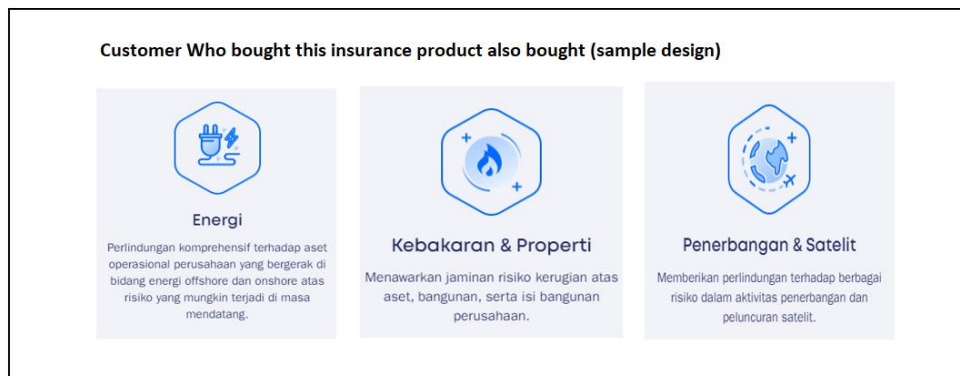 Customer Who bought this insurance product also bought (sample design)
Energi
Perlindungan komprehensif terhadap aset
operasional perusahaan yang bergerak di
bidang energi offshore dan onshore atas
risiko yang mungkin terjadi di masa
mendatang.
Kebakaran & Properti
Menawarkan jaminan risiko kerugian atas
aset, bangunan, serta isi bangunan
perusahaan.
Penerbangan & Satelit
Memberikan perlindungan terhadap berbagai
risiko dalam aktivitas penerbangan dan
peluncuran satelit.